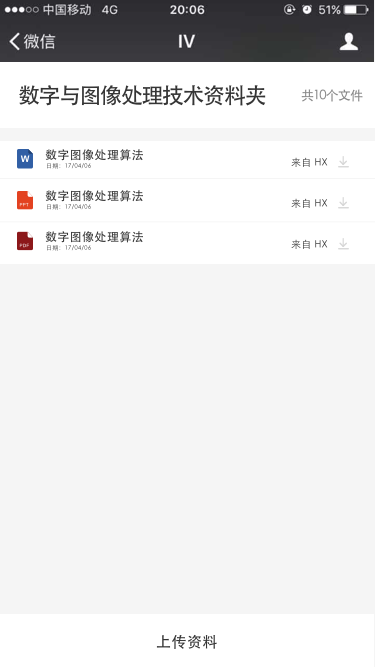 中国移动 4G 20:06 51%
微信 IV
数字与图像处理技术资料夹 共10个文件
W 数字图像处理算法
日期：17/04/06
来自 HX
PPT 数字图像处理算法
日期：17/04/06
来自 HX
PDF 数字图像处理算法
日期：17/04/06
来自 HX
上传资料